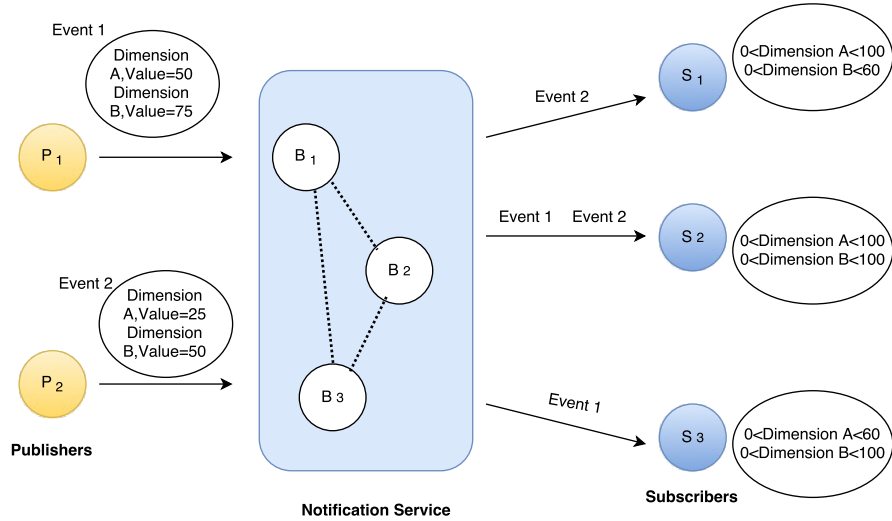 Event 1
Dimension
A,Value=50
Dimension
B,Value=75
P 1
Event 2
Dimension
A,Value=25
Dimension
B,Value=50
P 2
Publishers
B 1
B 2
B 3
Notification Service
Event 2
Event 1 Event 2
Event 1
S 1
0<Dimension A<100
0<Dimension B<60
S 2
0<Dimension A<100
0<Dimension B<100
S 3
0<Dimension A<60
0<Dimension B<100
Subscribers